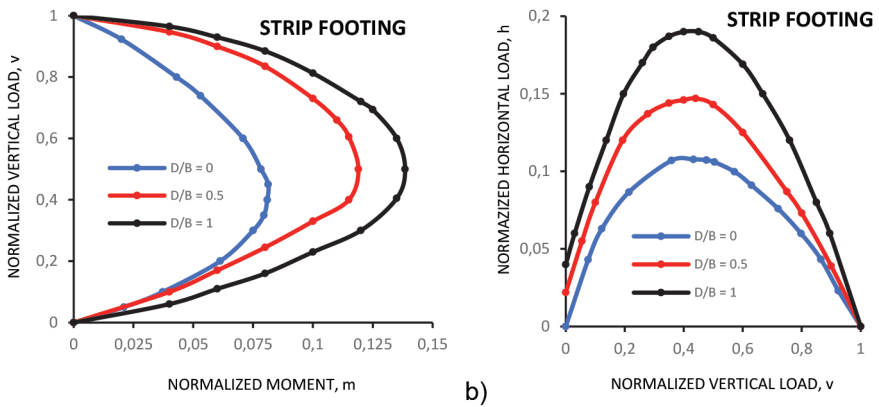 STRIP FOOTING
NORMALIZED VERTICAL LOAD, v
1
0,8
0,6
0,4
0,2
0
D/B = 0
D/B = 0.5
D/B = 1
0
0,025
0,05
0,075
0,1
0,125
0,15
NORMALIZED MOMENT, m
b)
STRIP FOOTING
NORMAZIZED HORIZONTAL LOAD, h
0,2
0,15
0,1
0,05
0
D/B = 0
D/B = 0.5
D/B = 1
0
0,2
0,4
0,6
0,8
1
NORMALIZED VERTICAL LOAD, v